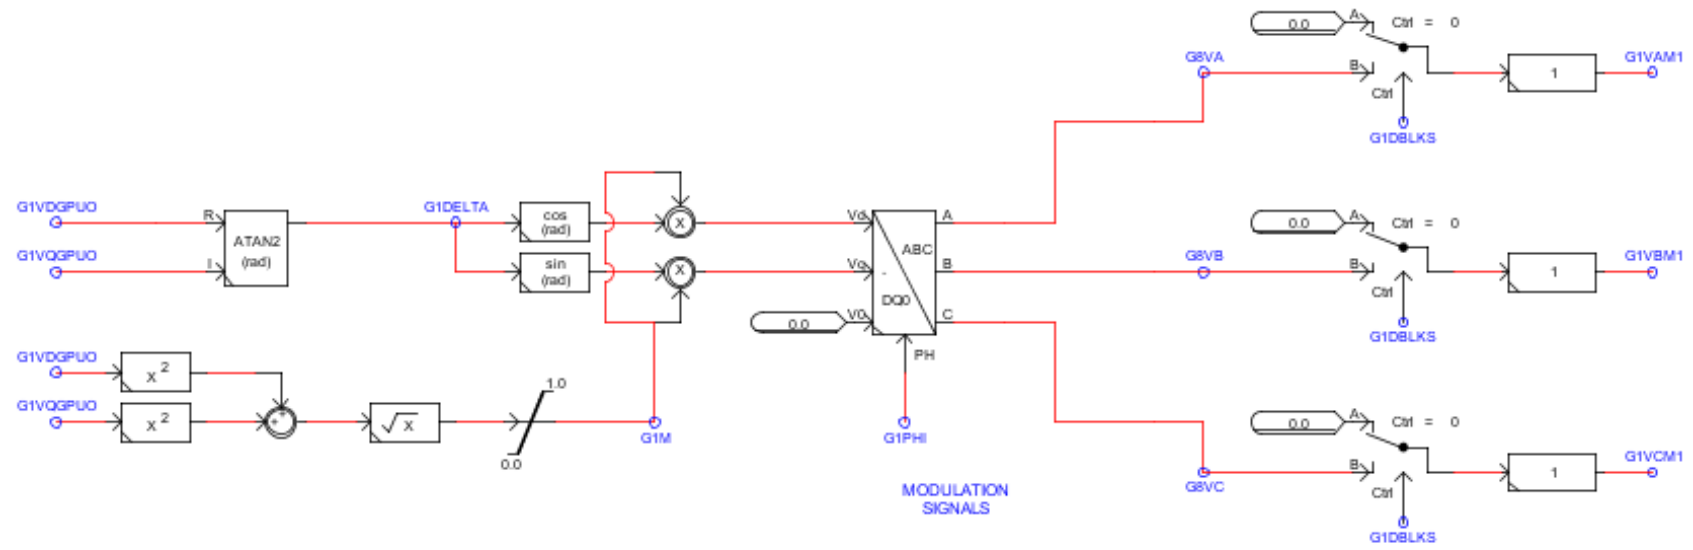 0.0
A
Ctrl = 0
G8VA
B
Ctrl
1
G1VAM1
G1DBLKS
G1VDGPUO
R
G1DELTA
cos
(rad)
X
Vd
A
0.0
A
Ctrl = 0
ATAN2
(rad)
ABC
G1VQGPUO
I
sin
(rad)
X
Vq
-
B
G8VB
B
Ctrl
1
G1VBM1
DQ0
0.0
V0
C
G1DBLKS
PH
G1VDGPUO
x 2
1.0
G1VQGPUO
x 2
+
+
√x
0.0
G1M
G1PHI
0.0
A
Ctrl = 0
G8VC
B
Ctrl
1
G1VCM1
MODULATION
SIGNALS
G1DBLKS